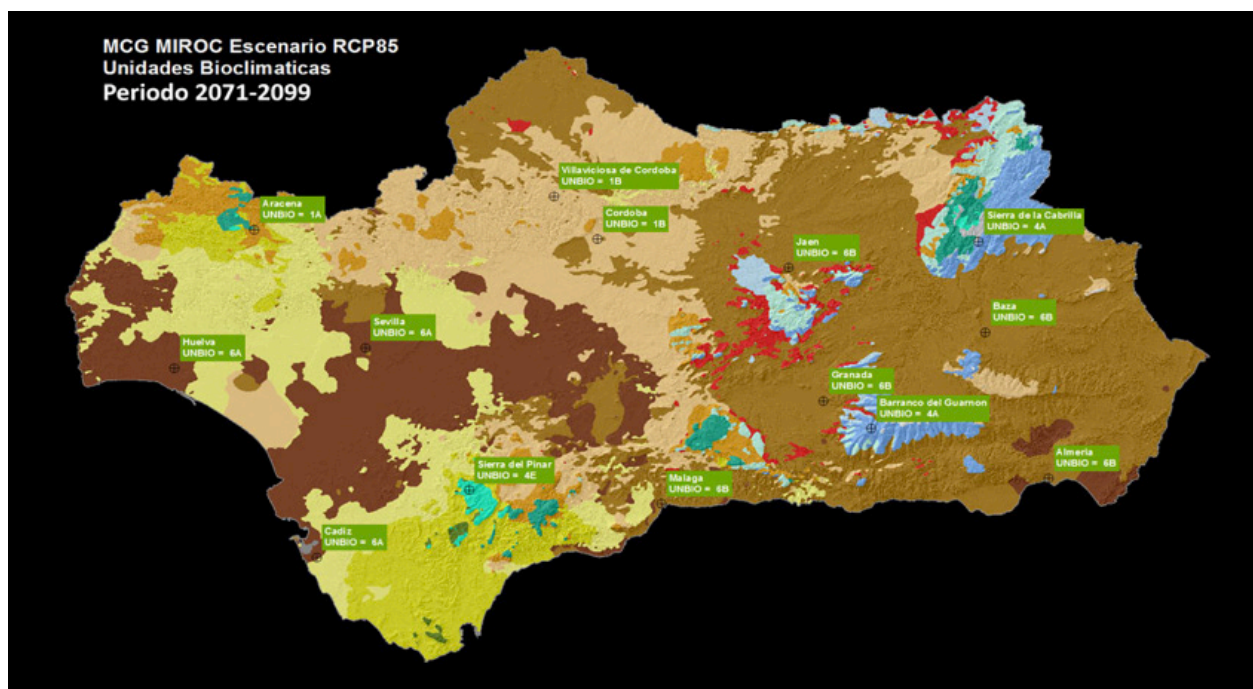 MCG MIROC Escenario RCP85
Unidades Bioclimaticas
Periodo 2071-2099
Villaviciosa de Cordoba
UNBIO = 1B
Aracena
UNBIO = 1A
Cordoba
UNBIO = 1B
Sierra de la Cabrilla
UNBIO = 4A
Jaen
UNBIO = 6B
Baza
UNBIO = 6B
Sevilla
UNBIO = 6A
Huelva
UNBIO = 6A
Granada
UNBIO = 6B
Barranco del Guarnon
UNBIO = 4A
Almeria
UNBIO = 6B
Sierra del Pinar
UNBIO = 4E
Malaga
UNBIO = 6B
Cadiz
UNBIO = 6A